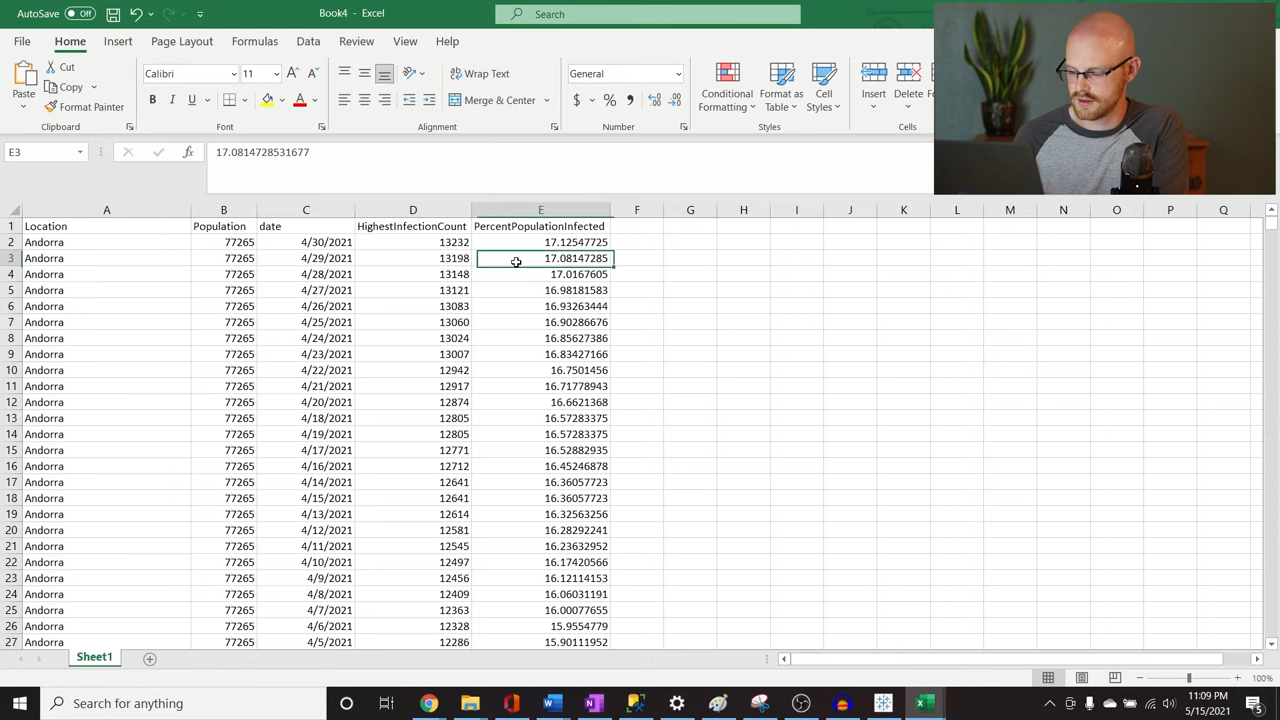 AutoSave Off Book4 - Excel Search
File Home Insert Page Layout Formulas Data Review View Help
Paste Cut Copy Format Painter Clipboard
Calibri 11 Font
Wrap Text Merge & Center Alignment
General Number
Conditional Formatting Format as Table Cell Styles Styles
Insert Delete Cells
E3 fx 17.0814728531677
A B C D E F G H I J K L M N O P Q
1 Location Population date HighestInfectionCount PercentPopulationInfected
2 Andorra 77265 4/30/2021 13232 17.12547725
3 Andorra 77265 4/29/2021 13198 17.08147285
4 Andorra 77265 4/28/2021 13148 17.0167605
5 Andorra 77265 4/27/2021 13121 16.98181583
6 Andorra 77265 4/26/2021 13083 16.93263444
7 Andorra 77265 4/25/2021 13060 16.90286676
8 Andorra 77265 4/24/2021 13024 16.85627386
9 Andorra 77265 4/23/2021 13007 16.83427166
10 Andorra 77265 4/22/2021 12942 16.7501456
11 Andorra 77265 4/21/2021 12917 16.71778943
12 Andorra 77265 4/20/2021 12874 16.6621368
13 Andorra 77265 4/18/2021 12805 16.57283375
14 Andorra 77265 4/19/2021 12805 16.57283375
15 Andorra 77265 4/17/2021 12771 16.52882935
16 Andorra 77265 4/16/2021 12712 16.45246878
17 Andorra 77265 4/14/2021 12641 16.36057723
18 Andorra 77265 4/15/2021 12641 16.36057723
19 Andorra 77265 4/13/2021 12614 16.32563256
20 Andorra 77265 4/12/2021 12581 16.28292241
21 Andorra 77265 4/11/2021 12545 16.23632952
22 Andorra 77265 4/10/2021 12497 16.17420566
23 Andorra 77265 4/9/2021 12456 16.12114153
24 Andorra 77265 4/8/2021 12409 16.06031191
25 Andorra 77265 4/7/2021 12363 16.00077655
26 Andorra 77265 4/6/2021 12328 15.9554779
27 Andorra 77265 4/5/2021 12286 15.90111952
Sheet1
100%
Search for anything
11:09 PM
5/15/2021